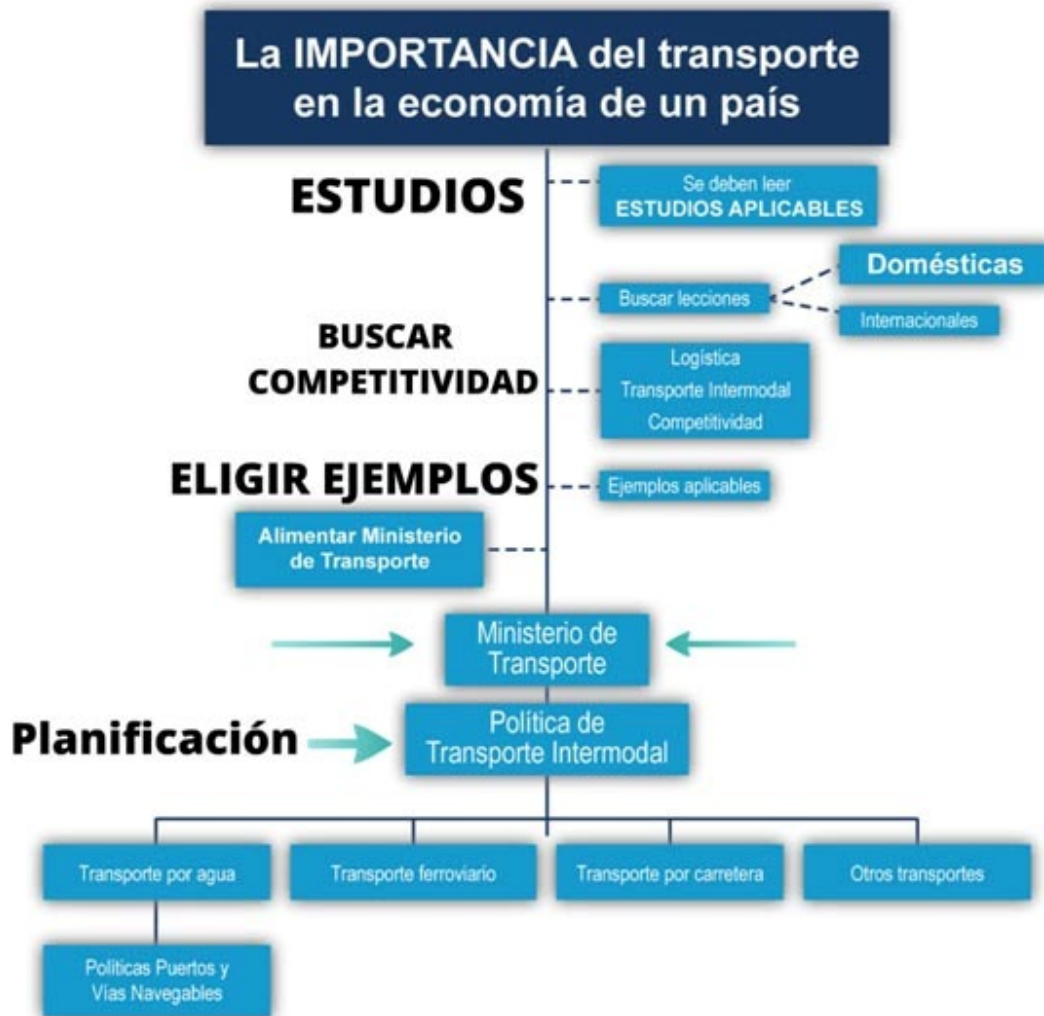 La IMPORTANCIA del transporte
en la economía de un país
ESTUDIOS
Se deben leer
ESTUDIOS APLICABLES
Buscar lecciones
Domésticas
Internacionales
BUSCAR
COMPETITIVIDAD
Logística
Transporte Intermodal
Competitividad
ELIGIR EJEMPLOS
Ejemplos aplicables
Alimentar Ministerio
de Transporte
Ministerio de
Transporte
Planificación
Política de
Transporte Intermodal
Transporte por agua
Transporte ferroviario
Transporte por carretera
Otros transportes
Políticas Puertos y
Vías Navegables